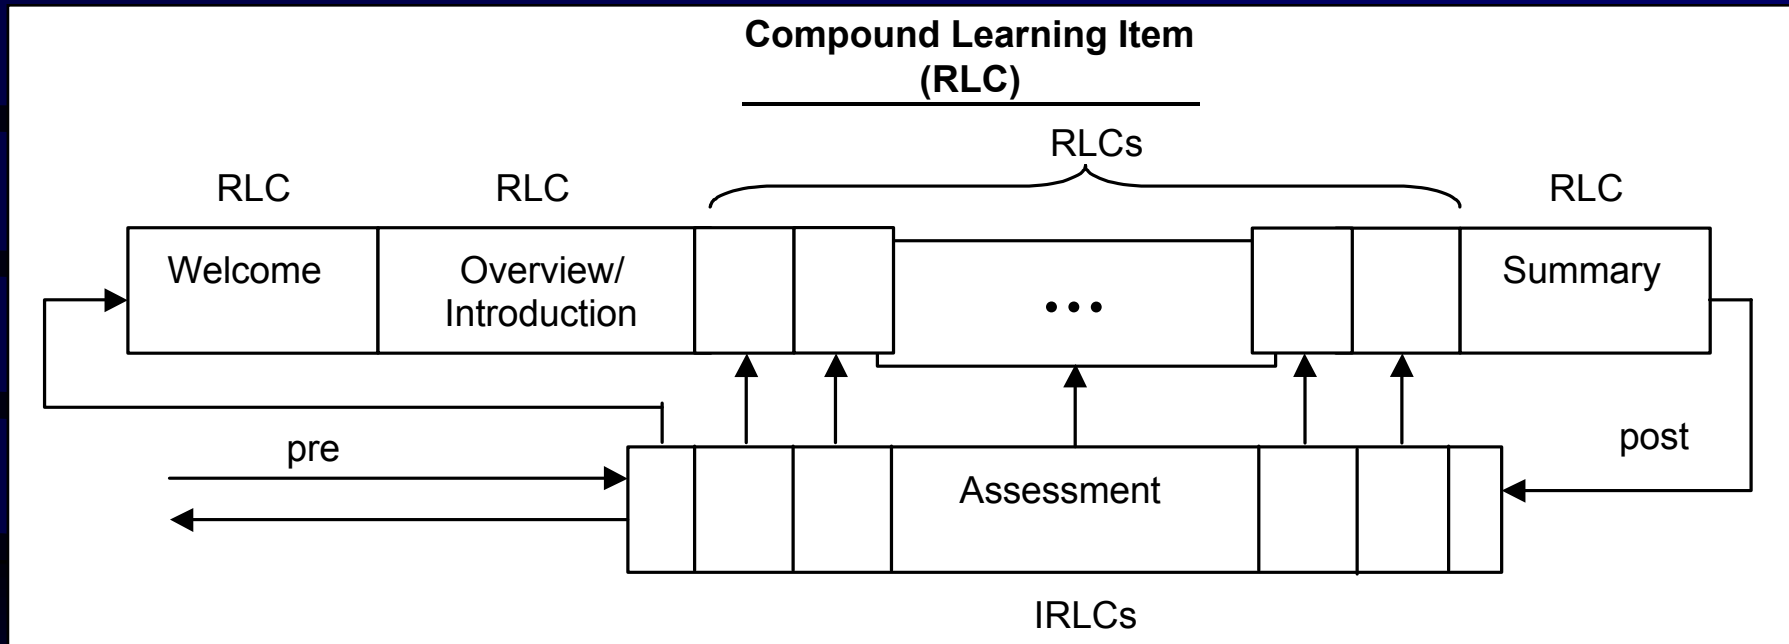 Compound Learning Item
(RLC)
RLCs
RLC
RLC
RLC
Welcome
Overview/
Introduction
...
Summary
pre
post
Assessment
IRLCs